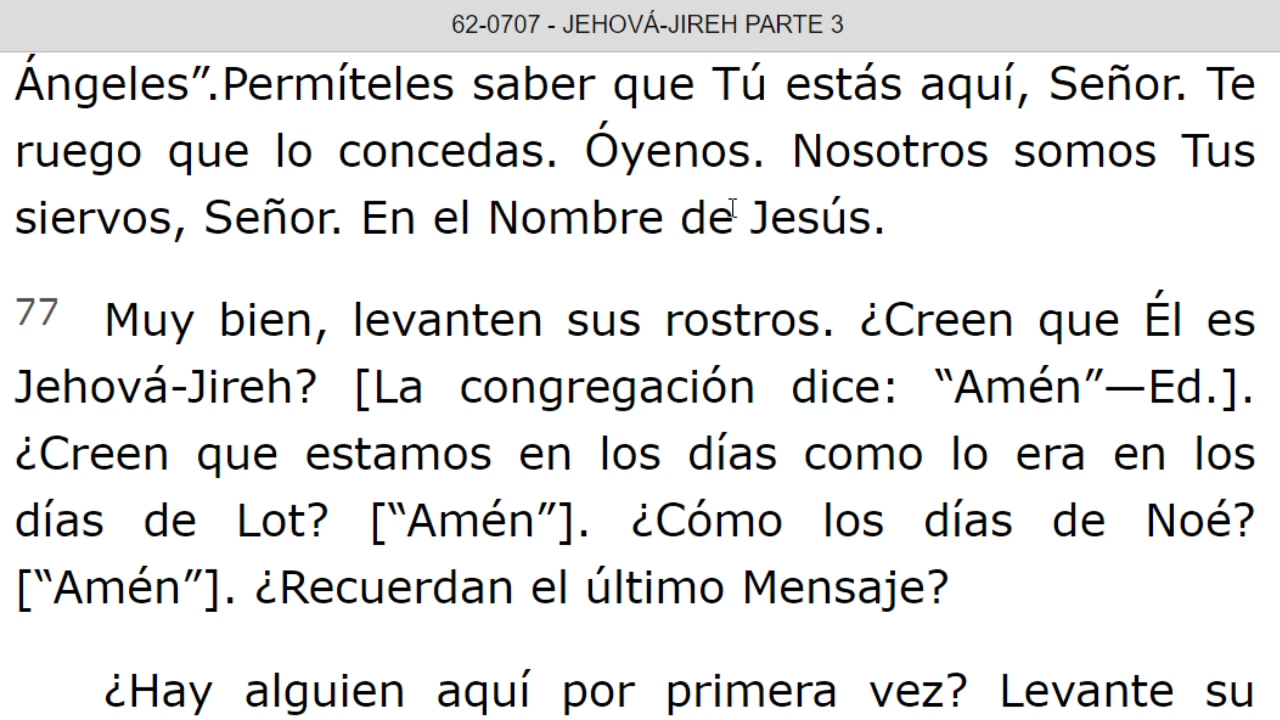 62-0707 - JEHOVÁ-JIREH PARTE 3
Ángeles”.Permíteles saber que Tú estás aquí, Señor. Te
ruego que lo concedas. Óyenos. Nosotros somos Tus
siervos, Señor. En el Nombre de Jesús.
77 Muy bien, levanten sus rostros. ¿Creen que Él es
Jehová-Jireh? [La congregación dice: “Amén”—Ed.].
¿Creen que estamos en los días como lo era en los
días de Lot? [“Amén”]. ¿Cómo los días de Noé?
[“Amén”]. ¿Recuerdan el último Mensaje?
¿Hay alguien aquí por primera vez? Levante su